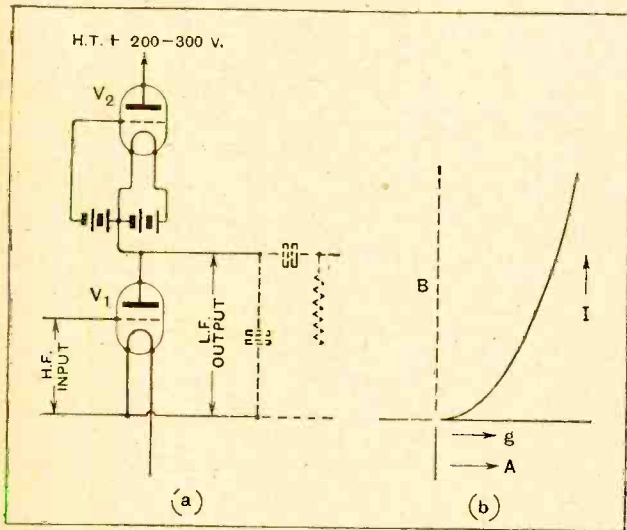 H.T. + 200-300 V.
V2
V1
H.F. INPUT
L.F. OUTPUT
B
I
g
A
(a)
(b)